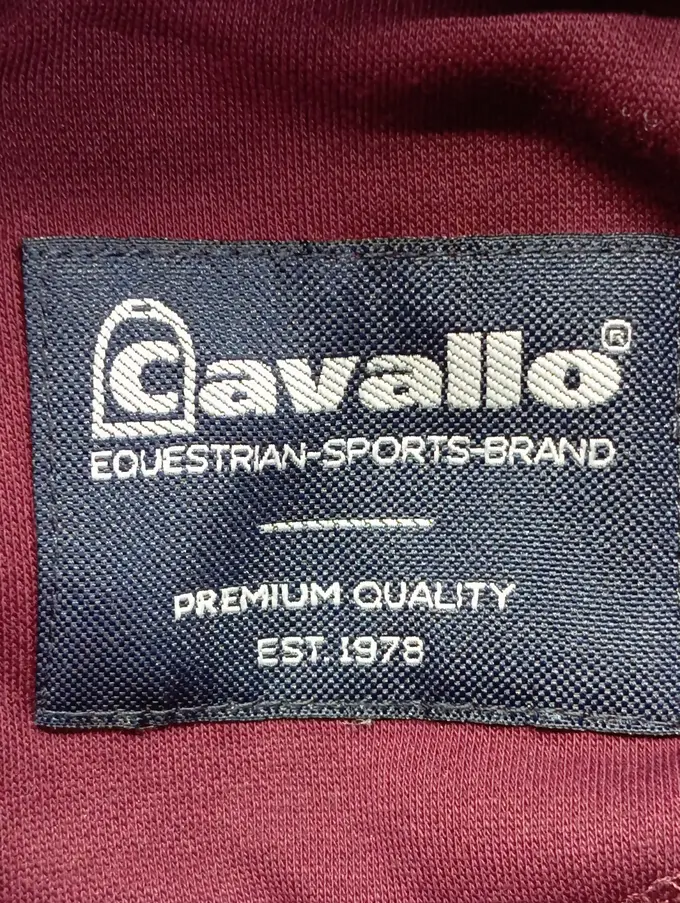 Cavallo®
EQUESTRIAN-SPORTS-BRAND
PREMIUM QUALITY
EST. 1978